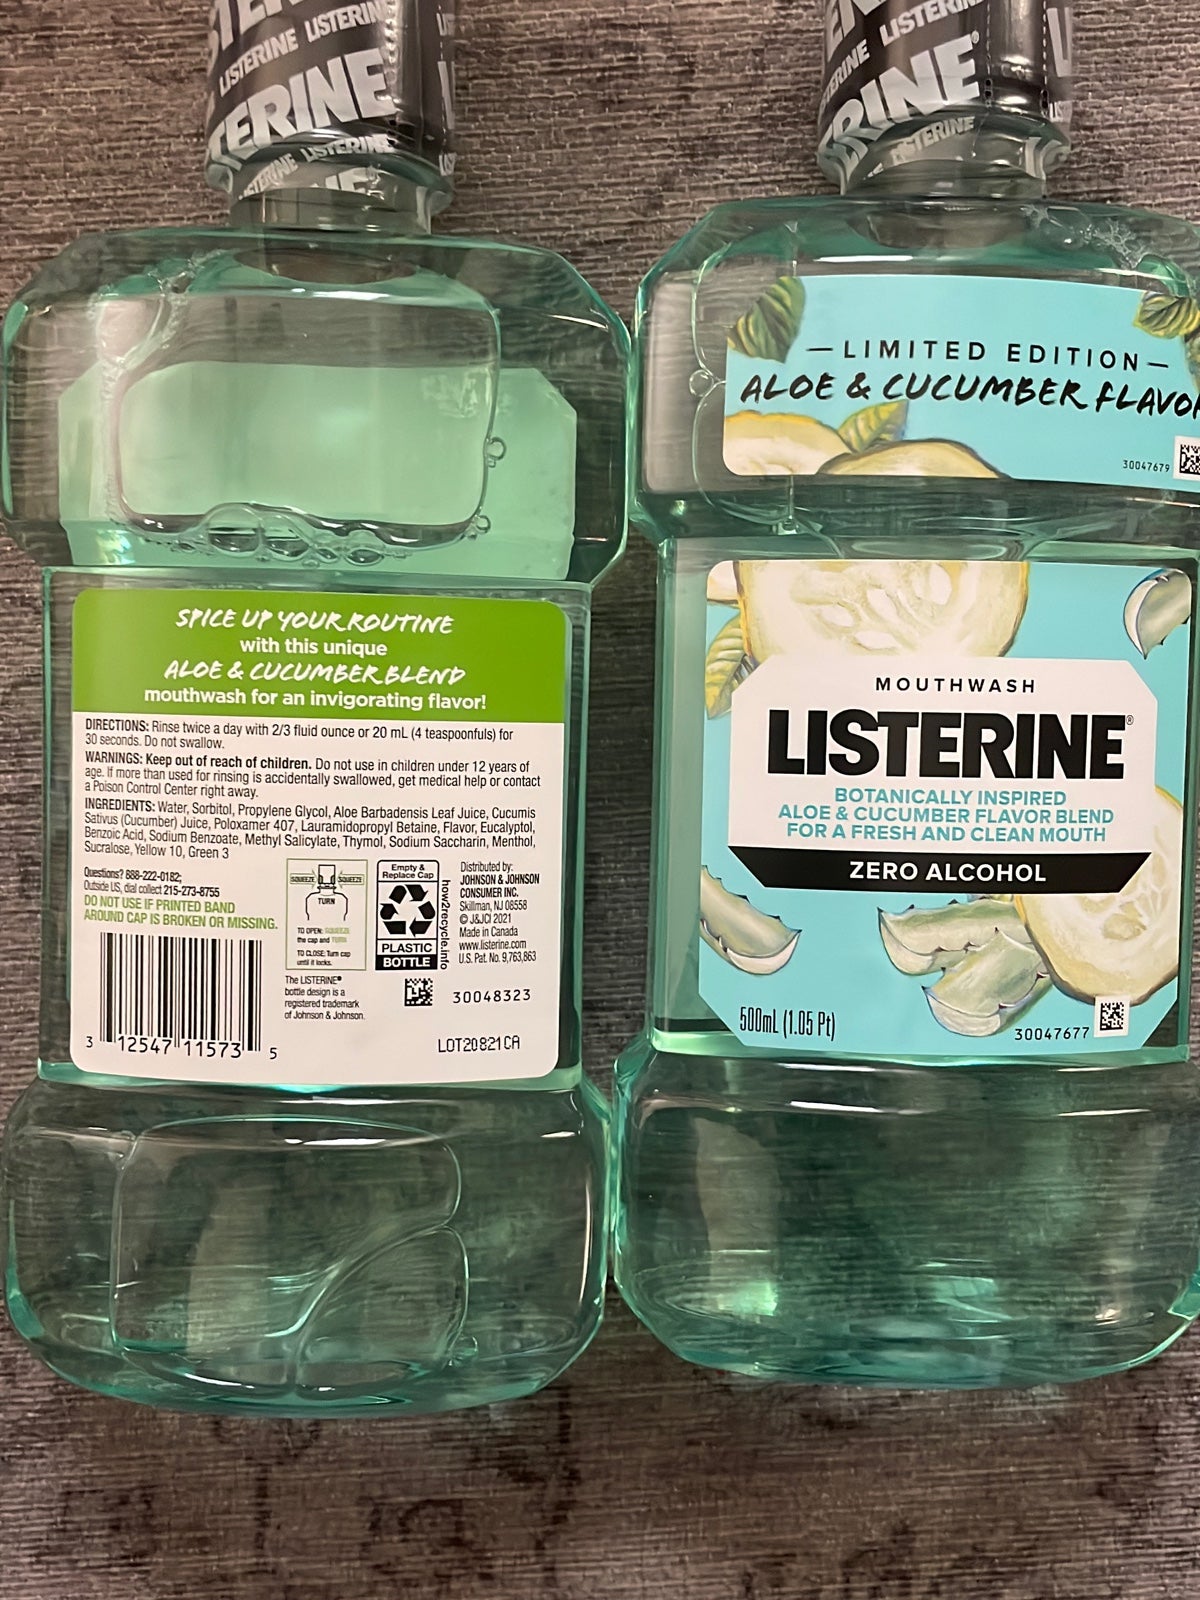 LISTERINE LISTERINE
TERINE
LISTERINE
SPICE UP YOUR ROUTINE
with this unique
ALOE & CUCUMBER BLEND
mouthwash for an invigorating flavor!
DIRECTIONS: Rinse twice a day with 2/3 fluid ounce or 20 mL (4 teaspoonfuls) for
30 seconds. Do not swallow.
WARNINGS: Keep out of reach of children. Do not use in children under 12 years of
age. If more than used for rinsing is accidentally swallowed, get medical help or contact
a Poison Control Center right away.
INGREDIENTS: Water, Sorbitol, Propylene Glycol, Aloe Barbadensis Leaf Juice, Cucumis
Sativus (Cucumber) Juice, Poloxamer 407, Lauramidopropyl Betaine, Flavor, Eucalyptol,
Benzoic Acid, Sodium Benzoate, Methyl Salicylate, Thymol, Sodium Saccharin, Menthol,
Sucralose, Yellow 10, Green 3
Questions? 888-222-0182;
Outside US, dial collect 215-273-8755
DO NOT USE IF PRINTED BAND
AROUND CAP IS BROKEN OR MISSING.
3 12547 11573 5
SQUEEZE SQUEEZE
TURN
TO OPEN: SQUEEZE
the cap and TURN
TO CLOSE: Turn cap
until it locks.
The LISTERINE®
bottle design is a
registered trademark
of Johnson & Johnson.
Empty &
Replace Cap
PLASTIC
BOTTLE
how2recycle.info
Distributed by:
JOHNSON & JOHNSON
CONSUMER INC.
Skillman, NJ 08558
© J&JCI 2021
Made in Canada
www.listerine.com
U.S. Pat. No. 9,763,863
30048323
LOT20821CA
LISTERINE
ERINE
RINE®
LISTERINE
—LIMITED EDITION—
ALOE & CUCUMBER FLAVOR
30047679
MOUTHWASH
LISTERINE®
BOTANICALLY INSPIRED
ALOE & CUCUMBER FLAVOR BLEND
FOR A FRESH AND CLEAN MOUTH
ZERO ALCOHOL
500mL (1.05 Pt)
30047677